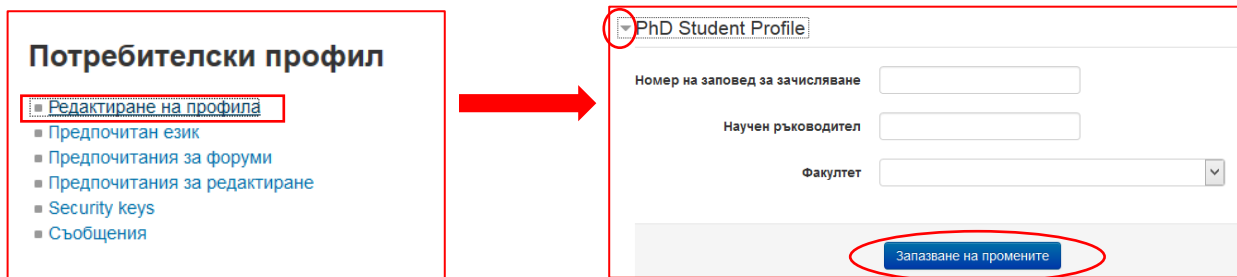 Потребителски профил
Редактиране на профила
Предпочитан език
Предпочитания за форуми
Предпочитания за редактиране
Security keys
Съобщения
PhD Student Profile
Номер на заповед за зачисляване
Научен ръководител
Факултет
Запазване на промените